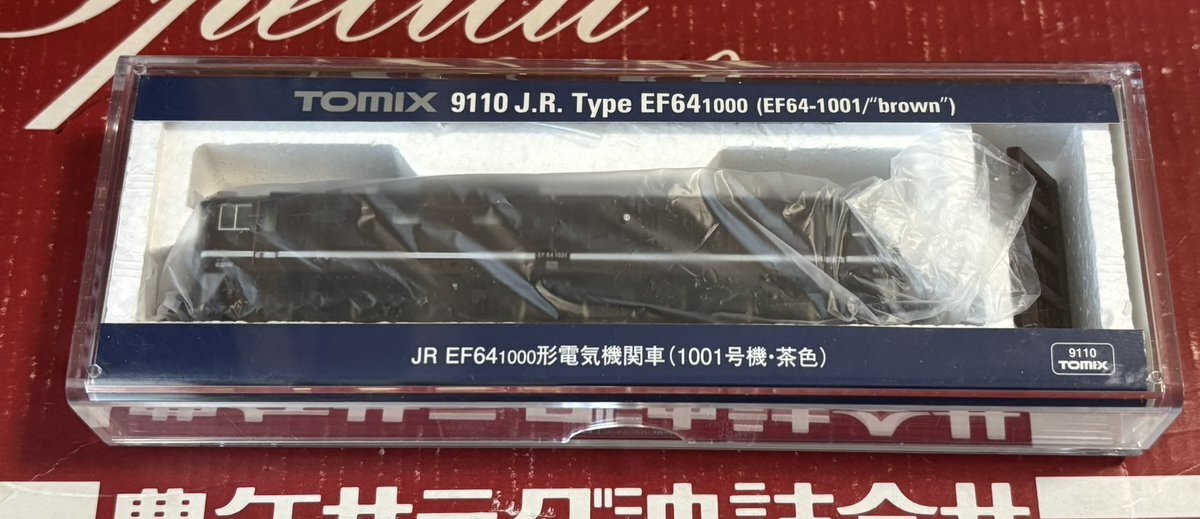 Special
TOMIX 9110 J.R. Type EF641000 (EF64-1001/"brown")
EF64 1001
JR EF641000形電気機関車(1001号機・茶色)
9110
TOMIX